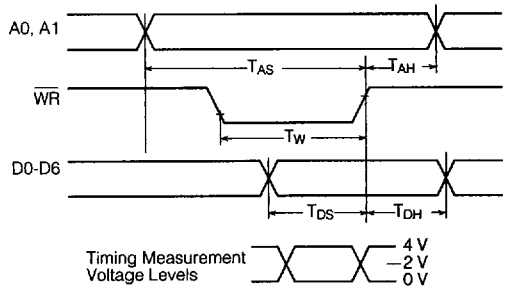 A0, A1
TAS
TAH
WR
TW
D0-D6
TDS
TDH
Timing Measurement
Voltage Levels
4 V
2 V
0 V